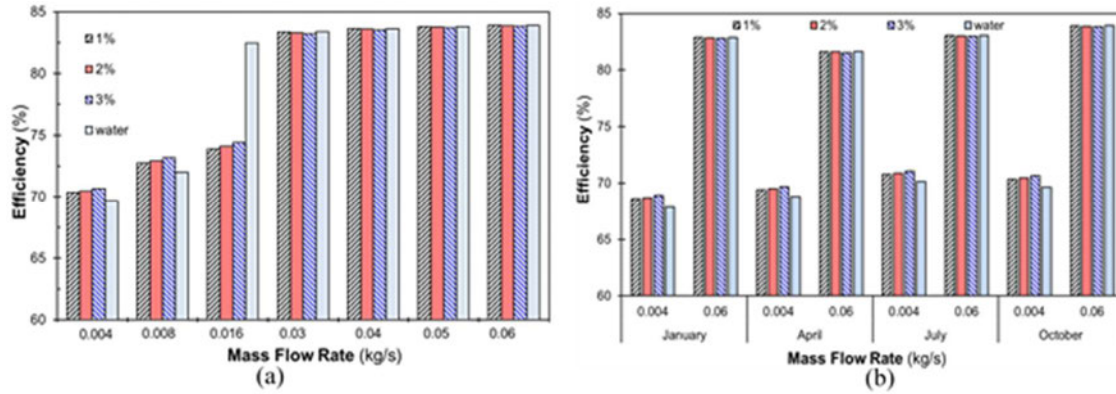 85
80
75
70
65
60
Efficiency (%)
1%
2%
3%
water
0.004 0.008 0.016 0.03 0.04 0.05 0.06
Mass Flow Rate (kg/s)
(a)
85
80
75
70
65
60
Efficiency (%)
1% 2% 3% water
0.004 0.06 0.004 0.06 0.004 0.06 0.004 0.06
January April July October
Mass Flow Rate (kg/s)
(b)